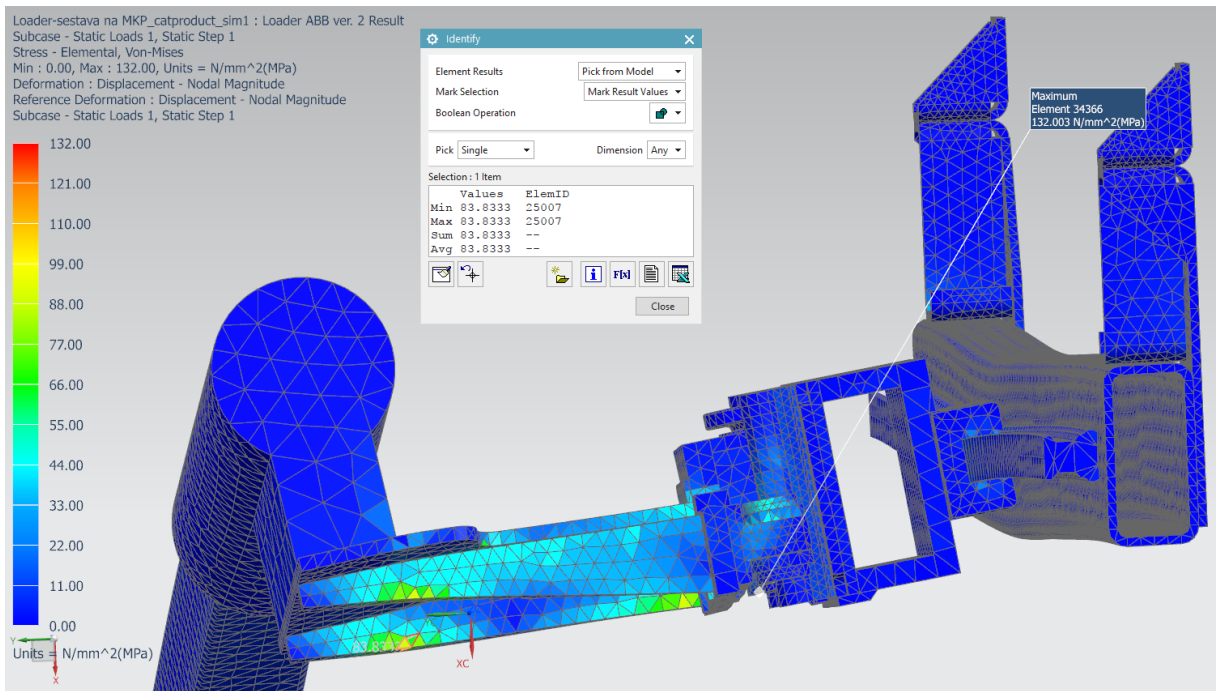 Loader-sestava na MKP_catproduct_sim1 : Loader ABB ver. 2 Result
Subcase - Static Loads 1, Static Step 1
Stress - Elemental, Von-Mises
Min : 0.00, Max : 132.00, Units = N/mm^2(MPa)
Deformation : Displacement - Nodal Magnitude
Reference Deformation : Displacement - Nodal Magnitude
Subcase - Static Loads 1, Static Step 1
132.00
121.00
110.00
99.00
88.00
77.00
66.00
55.00
44.00
33.00
22.00
11.00
0.00
Units = N/mm^2(MPa)
Y
X
Identify
Element Results Pick from Model
Mark Selection Mark Result Values
Boolean Operation
Pick Single Dimension Any
Selection : 1 Item
Values ElemID
Min 83.8333 25007
Max 83.8333 25007
Sum 83.8333 --
Avg 83.8333 --
F[x]
Close
Maximum
Element 34366
132.003 N/mm^2(MPa)
XC